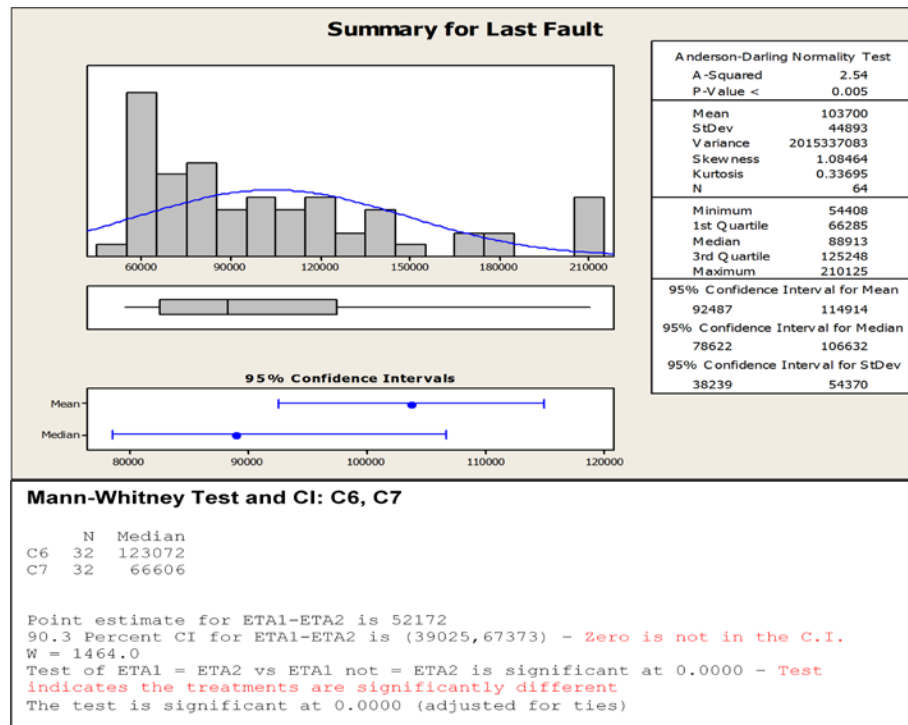 Summary for Last Fault
Anderson-Darling Normality Test
A-Squared 2.54
P-Value < 0.005
Mean 103700
StDev 44893
Variance 2015337083
Skewness 1.08464
Kurtosis 0.33695
N 64
Minimum 54408
1st Quartile 66285
Median 88913
3rd Quartile 125248
Maximum 210125
95% Confidence Interval for Mean
92487 114914
95% Confidence Interval for Median
78622 106632
95% Confidence Interval for StDev
38239 54370
60000 90000 120000 150000 180000 210000
95% Confidence Intervals
Mean
Median
80000 90000 100000 110000 120000
Mann-Whitney Test and CI: C6, C7
N Median
C6 32 123072
C7 32 66606
Point estimate for ETA1-ETA2 is 52172
90.3 Percent CI for ETA1-ETA2 is (39025,67373) – Zero is not in the C.I.
W = 1464.0
Test of ETA1 = ETA2 vs ETA1 not = ETA2 is significant at 0.0000 – Test
indicates the treatments are significantly different
The test is significant at 0.0000 (adjusted for ties)